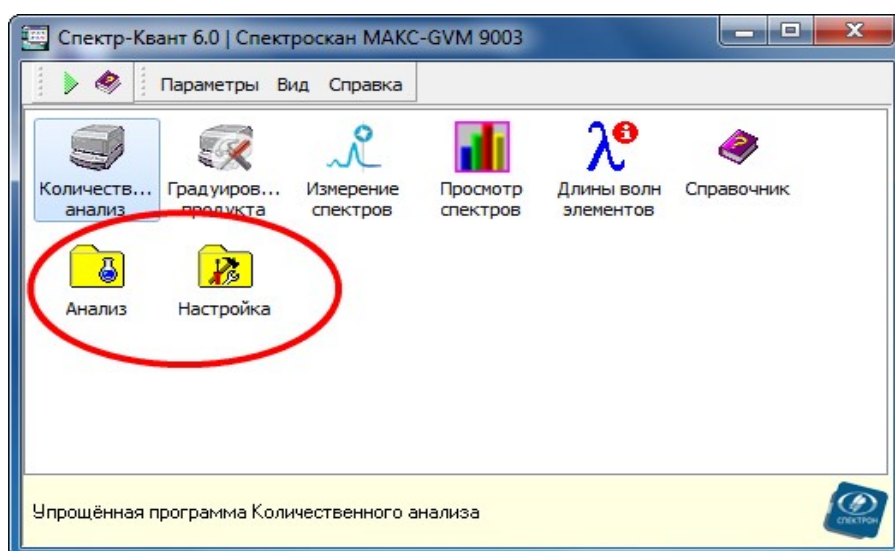 Спектр-Квант 6.0 | Спектроскан МАКС-GVM 9003
Параметры Вид Справка
Количеств... Градуиров... Измерение Просмотр Длины волн Справочник
анализ продукта спектров спектров элементов
Анализ Настройка
Упрощённая программа Количественного анализа
СПЕКТРОН